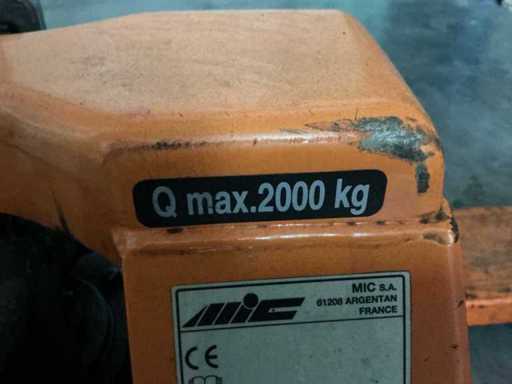 Q max.2000 kg
MIC
MIC S.A.
61208 ARGENTAN
FRANCE
CE